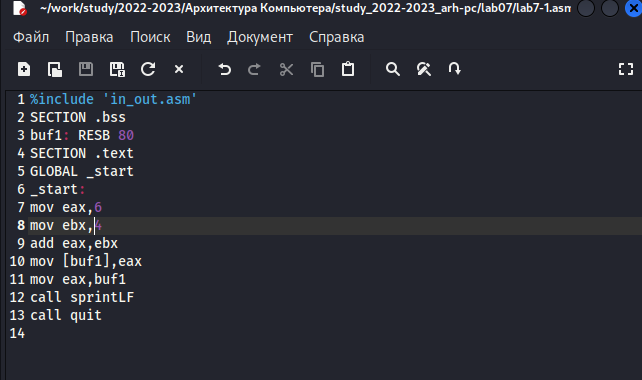 ~/work/study/2022-2023/Архитектура Компьютера/study_2022-2023_arh-pc/lab07/lab7-1.asm
Файл Правка Поиск Вид Документ Справка
1 %include 'in_out.asm'
2 SECTION .bss
3 buf1: RESB 80
4 SECTION .text
5 GLOBAL _start
6 _start:
7 mov eax,6
8 mov ebx,4
9 add eax,ebx
10 mov [buf1],eax
11 mov eax,buf1
12 call sprintLF
13 call quit
14